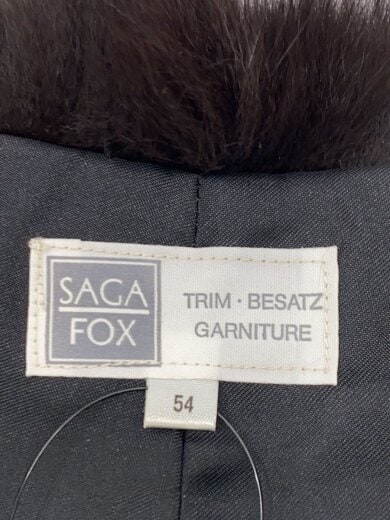 SAGA
FOX
TRIM · BESATZ
GARNITURE
54